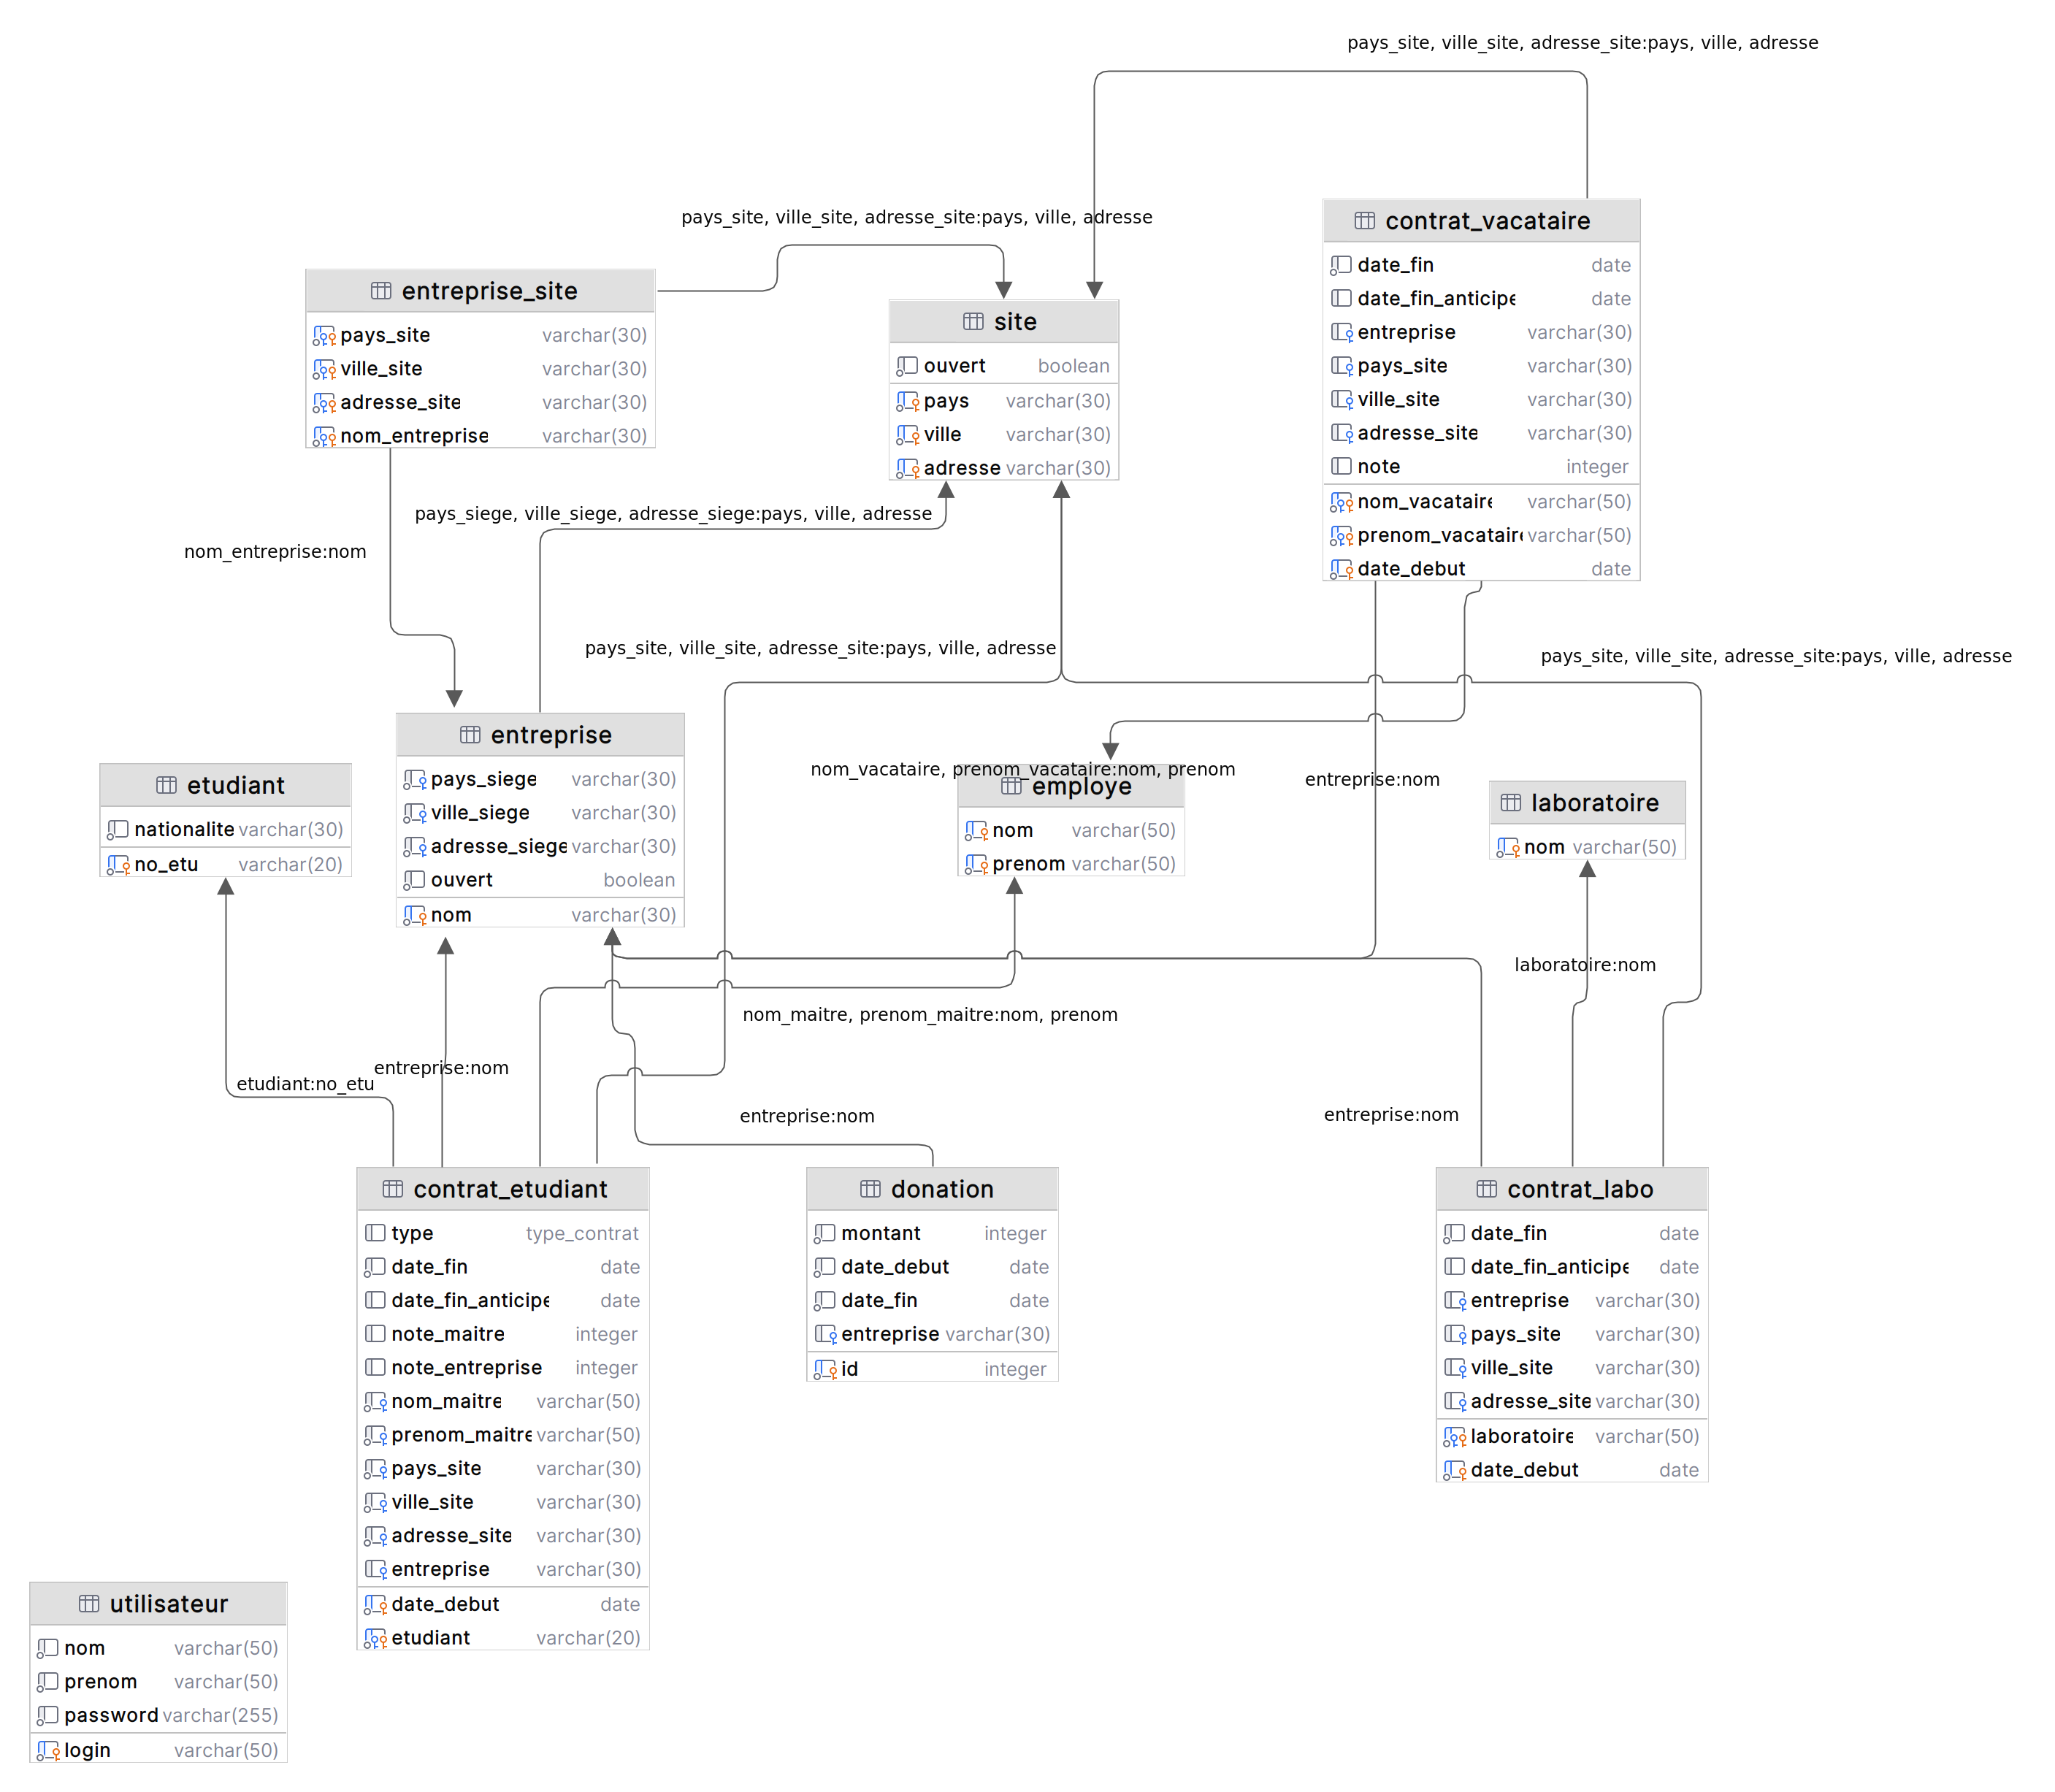 pays_site, ville_site, adresse_site:pays, ville, adresse
pays_site, ville_site, adresse_site:pays, ville, adresse
contrat_vacataire
date_fin date
date_fin_anticipe date
entreprise varchar(30)
pays_site varchar(30)
ville_site varchar(30)
adresse_site varchar(30)
note integer
nom_vacataire varchar(50)
prenom_vacataire varchar(50)
date_debut date
entreprise_site
pays_site varchar(30)
ville_site varchar(30)
adresse_site varchar(30)
nom_entreprise varchar(30)
site
ouvert boolean
pays varchar(30)
ville varchar(30)
adresse varchar(30)
pays_siege, ville_siege, adresse_siege:pays, ville, adresse
nom_entreprise:nom
pays_site, ville_site, adresse_site:pays, ville, adresse
pays_site, ville_site, adresse_site:pays, ville, adresse
etudiant
nationalite varchar(30)
no_etu varchar(20)
entreprise
pays_siege varchar(30)
ville_siege varchar(30)
adresse_siege varchar(30)
ouvert boolean
nom varchar(30)
nom_vacataire, prenom_vacataire:nom, prenom
employe
nom varchar(50)
prenom varchar(50)
entreprise:nom
laboratoire
nom varchar(50)
laboratoire:nom
nom_maitre, prenom_maitre:nom, prenom
entreprise:nom
etudiant:no_etu
entreprise:nom
entreprise:nom
contrat_etudiant
type type_contrat
date_fin date
date_fin_anticipe date
note_maitre integer
note_entreprise integer
nom_maitre varchar(50)
prenom_maitre varchar(50)
pays_site varchar(30)
ville_site varchar(30)
adresse_site varchar(30)
entreprise varchar(30)
date_debut date
etudiant varchar(20)
donation
montant integer
date_debut date
date_fin date
entreprise varchar(30)
id integer
contrat_labo
date_fin date
date_fin_anticipe date
entreprise varchar(30)
pays_site varchar(30)
ville_site varchar(30)
adresse_site varchar(30)
laboratoire varchar(50)
date_debut date
utilisateur
nom varchar(50)
prenom varchar(50)
password varchar(255)
login varchar(50)